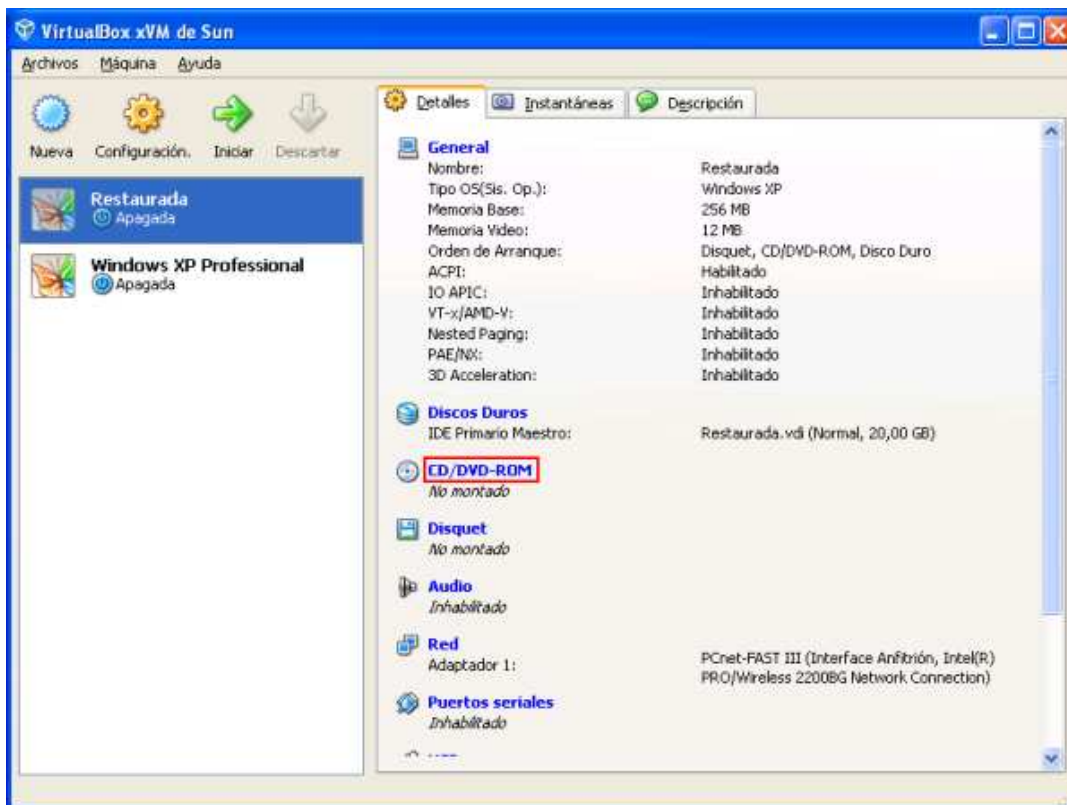 VirtualBox xVM de Sun
Archivos Máquina Ayuda
Nueva Configuración. Iniciar Descartar
Restaurada
Apagada
Windows XP Professional
Apagada
Detalles Instantáneas Descripción
General
Nombre: Restaurada
Tipo OS(Sis. Op.): Windows XP
Memoria Base: 256 MB
Memoria Video: 12 MB
Orden de Arranque: Disquet, CD/DVD-ROM, Disco Duro
ACPI: Habilitado
IO APIC: Inhabilitado
VT-x/AMD-V: Inhabilitado
Nested Paging: Inhabilitado
PAE/NX: Inhabilitado
3D Acceleration: Inhabilitado
Discos Duros
IDE Primario Maestro: Restaurada.vdi (Normal, 20,00 GB)
CD/DVD-ROM
No montado
Disquet
No montado
Audio
Inhabilitado
Red
Adaptador 1: PCnet-FAST III (Interface Anfitrión, Intel(R)
PRO/Wireless 2200BG Network Connection)
Puertos seriales
Inhabilitado